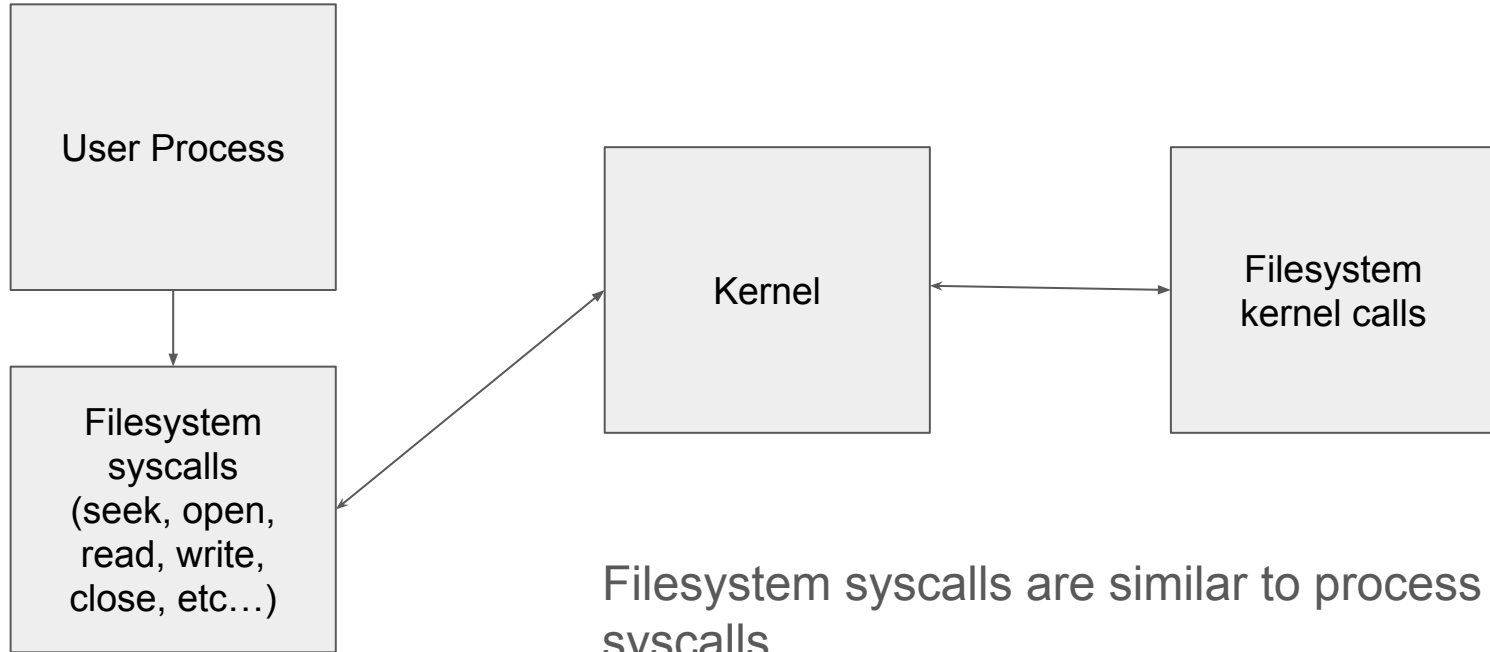 User Process
Filesystem
syscalls
(seek, open,
read, write,
close, etc…)
Kernel
Filesystem
kernel calls
Filesystem syscalls are similar to process
syscalls